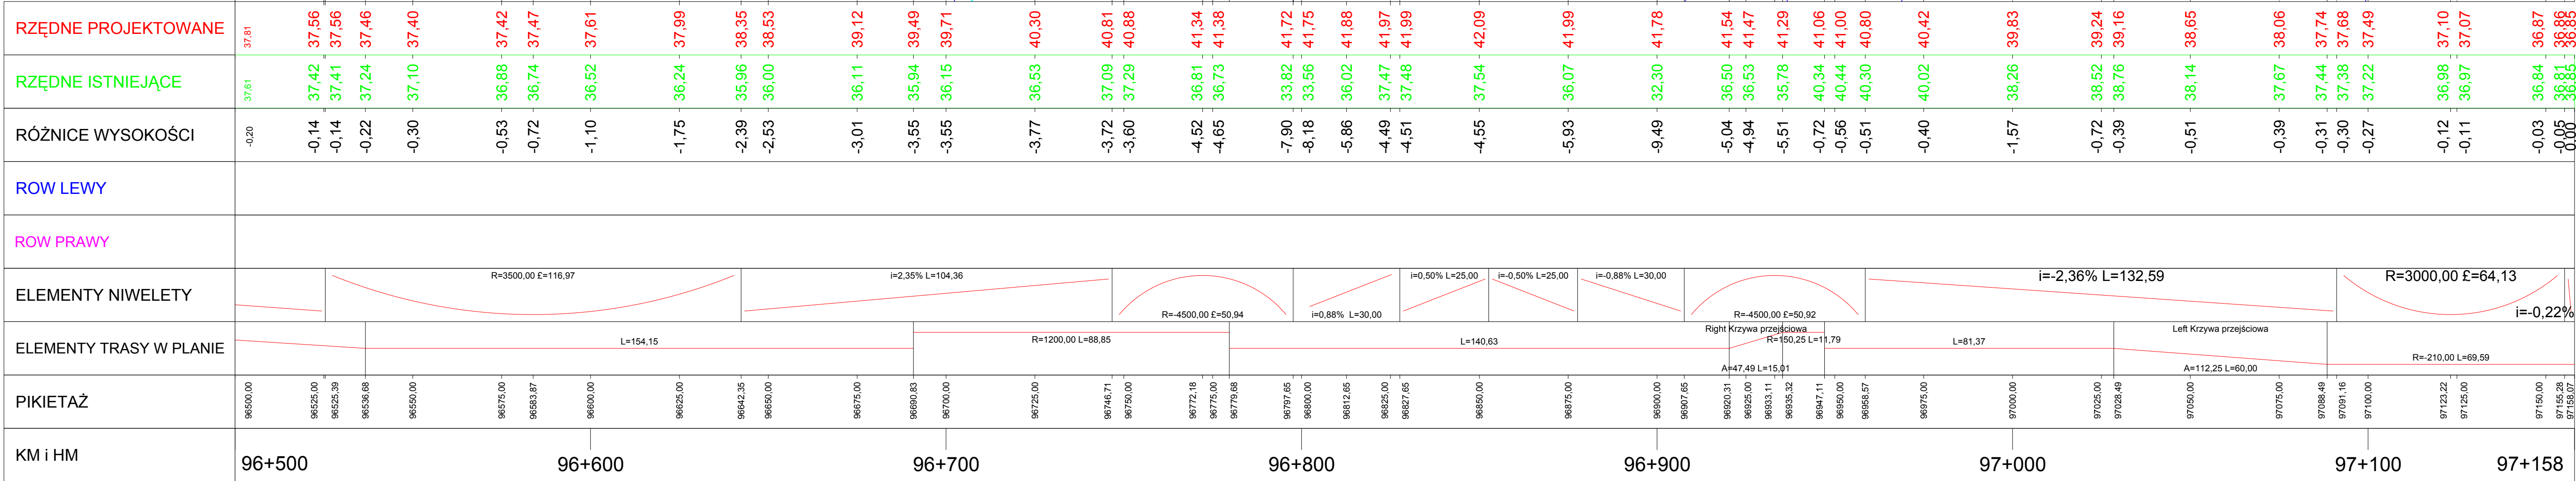 RZĘDNE PROJEKTOWANE 37,81 37,56 37,56 37,46 37,40 37,42 37,47 37,61 37,99 38,35 38,53 39,12 39,49 39,71 40,30 40,81 40,88 41,34 41,38 41,72 41,75 41,88 41,97 41,99 42,09 41,99 41,78 41,54 41,47 41,29 41,06 41,00 40,80 40,42 39,83 39,24 39,16 38,65 38,06 37,74 37,68 37,49 37,10 37,07 36,87 36,86 36,85
RZĘDNE ISTNIEJĄCE 37,61 37,42 37,41 37,24 37,10 36,88 36,74 36,52 36,24 35,96 36,00 36,11 35,94 36,15 36,53 37,09 37,29 36,81 36,73 33,82 33,56 36,02 37,47 37,48 37,54 36,07 32,30 36,50 36,53 35,78 40,34 40,44 40,30 40,02 38,26 38,52 38,76 38,14 37,67 37,44 37,38 37,22 36,98 36,97 36,84 36,81 36,85
RÓŻNICE WYSOKOŚCI -0,20 -0,14 -0,14 -0,22 -0,30 -0,53 -0,72 -1,10 -1,75 -2,39 -2,53 -3,01 -3,55 -3,55 -3,77 -3,72 -3,60 -4,52 -4,65 -7,90 -8,18 -5,86 -4,49 -4,51 -4,55 -5,93 -9,49 -5,04 -4,94 -5,51 -0,72 -0,56 -0,51 -0,40 -1,57 -0,72 -0,39 -0,51 -0,39 -0,31 -0,30 -0,27 -0,12 -0,11 -0,03 -0,05 0,00
ROW LEWY
ROW PRAWY
ELEMENTY NIWELETY R=3500,00 £=116,97 i=2,35% L=104,36 R=-4500,00 £=50,94 i=0,88% L=30,00 i=0,50% L=25,00 i=-0,50% L=25,00 i=-0,88% L=30,00 R=-4500,00 £=50,92 i=-2,36% L=132,59 R=3000,00 £=64,13 i=-0,22%
ELEMENTY TRASY W PLANIE L=154,15 R=1200,00 L=88,85 L=140,63 Right Krzywa przejściowa A=47,49 L=15,01 R=150,25 L=11,79 L=81,37 Left Krzywa przejściowa A=112,25 L=60,00 R=-210,00 L=69,59
PIKIETAŻ 96500,00 96525,00 96525,39 96536,68 96550,00 96575,00 96583,87 96600,00 96625,00 96642,35 96650,00 96675,00 96690,83 96700,00 96725,00 96746,71 96750,00 96772,18 96775,00 96779,68 96797,65 96800,00 96812,65 96825,00 96827,65 96850,00 96875,00 96900,00 96907,65 96920,31 96925,00 96933,11 96935,32 96947,11 96950,00 96958,57 96975,00 97000,00 97025,00 97028,49 97050,00 97075,00 97088,49 97091,16 97100,00 97123,22 97125,00 97150,00 97155,28 97158,07
KM i HM 96+500 96+600 96+700 96+800 96+900 97+000 97+100 97+158